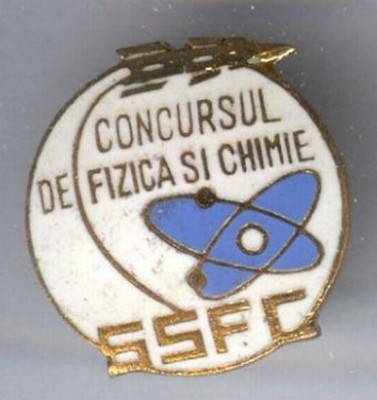 CONCURSUL
DE FIZICA SI CHIMIE
SSFC